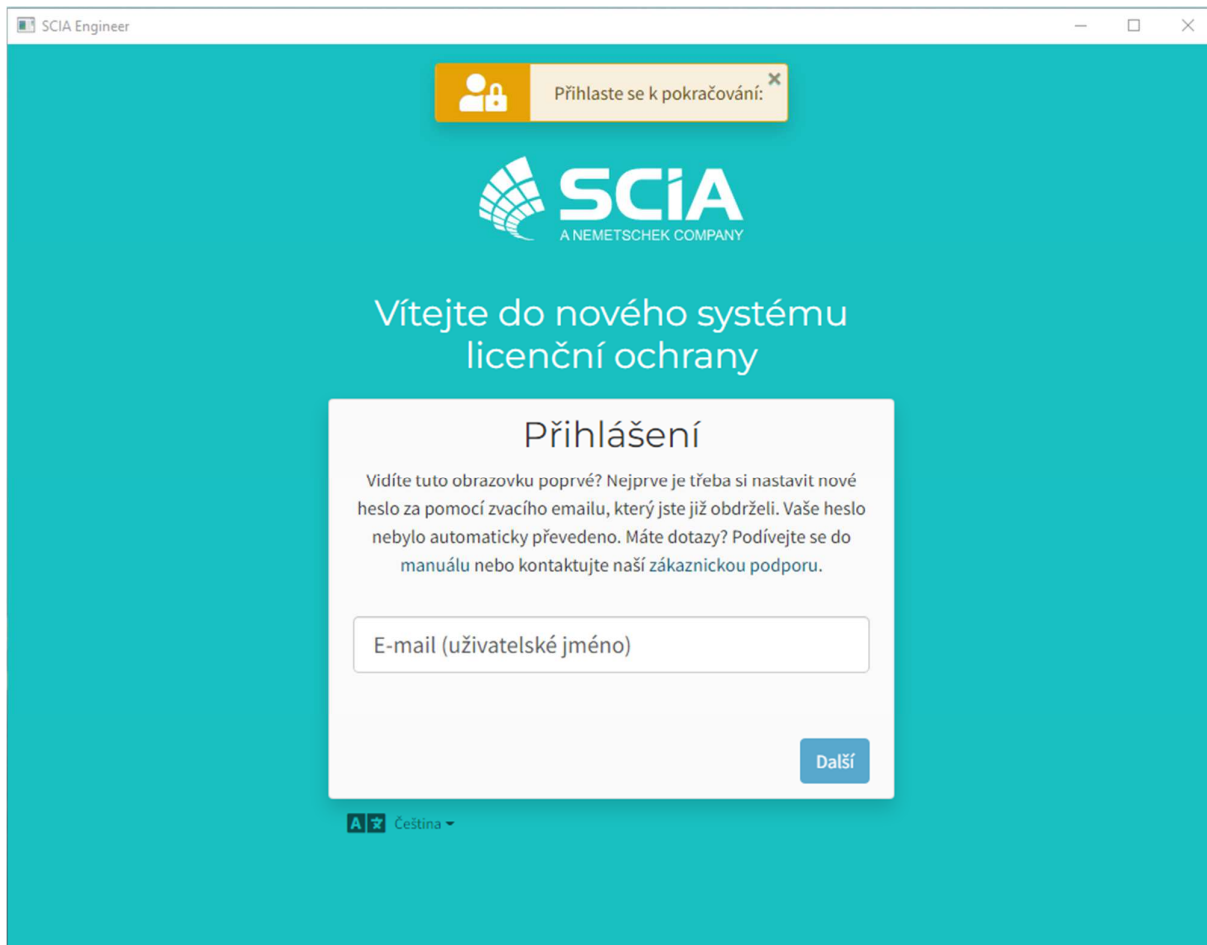 SCIA Engineer
Přihlaste se k pokračování:
SCiA
A NEMETSCHEK COMPANY
Vítejte do nového systému
licenční ochrany
Přihlášení
Vidíte tuto obrazovku poprvé? Nejprve je třeba si nastavit nové
heslo za pomocí zvacího emailu, který jste již obdrželi. Vaše heslo
nebylo automaticky převedeno. Máte dotazy? Podívejte se do
manuálu nebo kontaktujte naší zákaznickou podporu.
E-mail (uživatelské jméno)
Další
Čeština